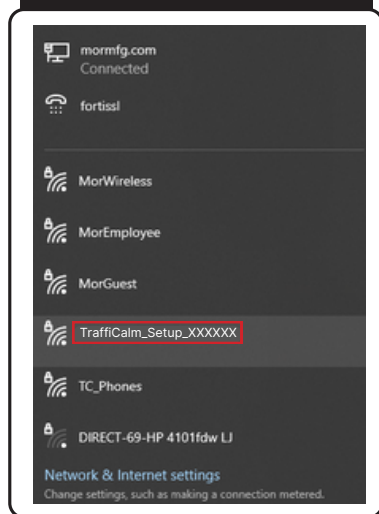 mormfg.com
Connected
fortissl
MorWireless
MorEmployee
MorGuest
TraffiCalm_Setup_XXXXXX
TC_Phones
DIRECT-69-HP 4101fdw LJ
Network & Internet settings
Change settings, such as making a connection metered.